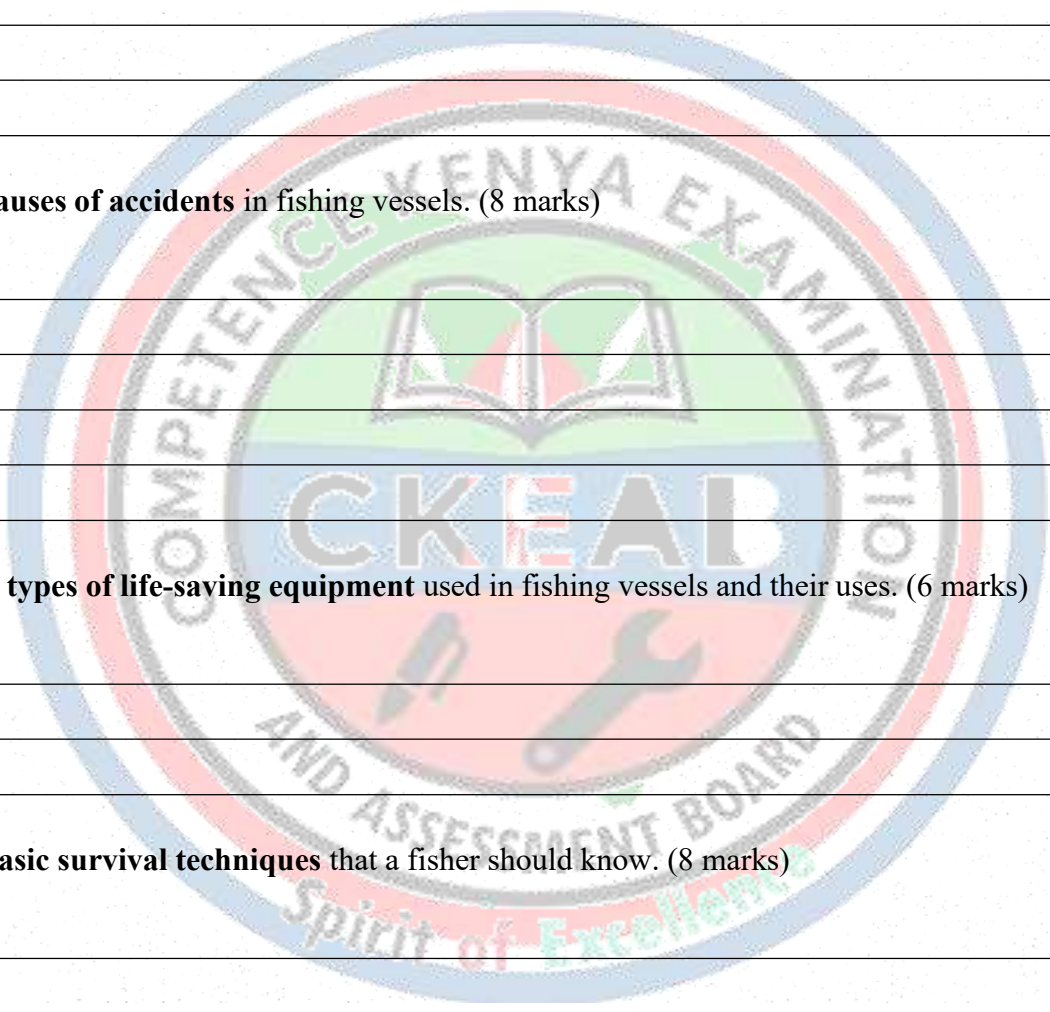 auses of accidents in fishing vessels. (8 marks)
COMPETENCE KENYA EXAMINATION
CKEAB
types of life-saving equipment used in fishing vessels and their uses. (6 marks)
AND ASSESSMENT BOARD
asic survival techniques that a fisher should know. (8 marks)
Spirit of Excellence